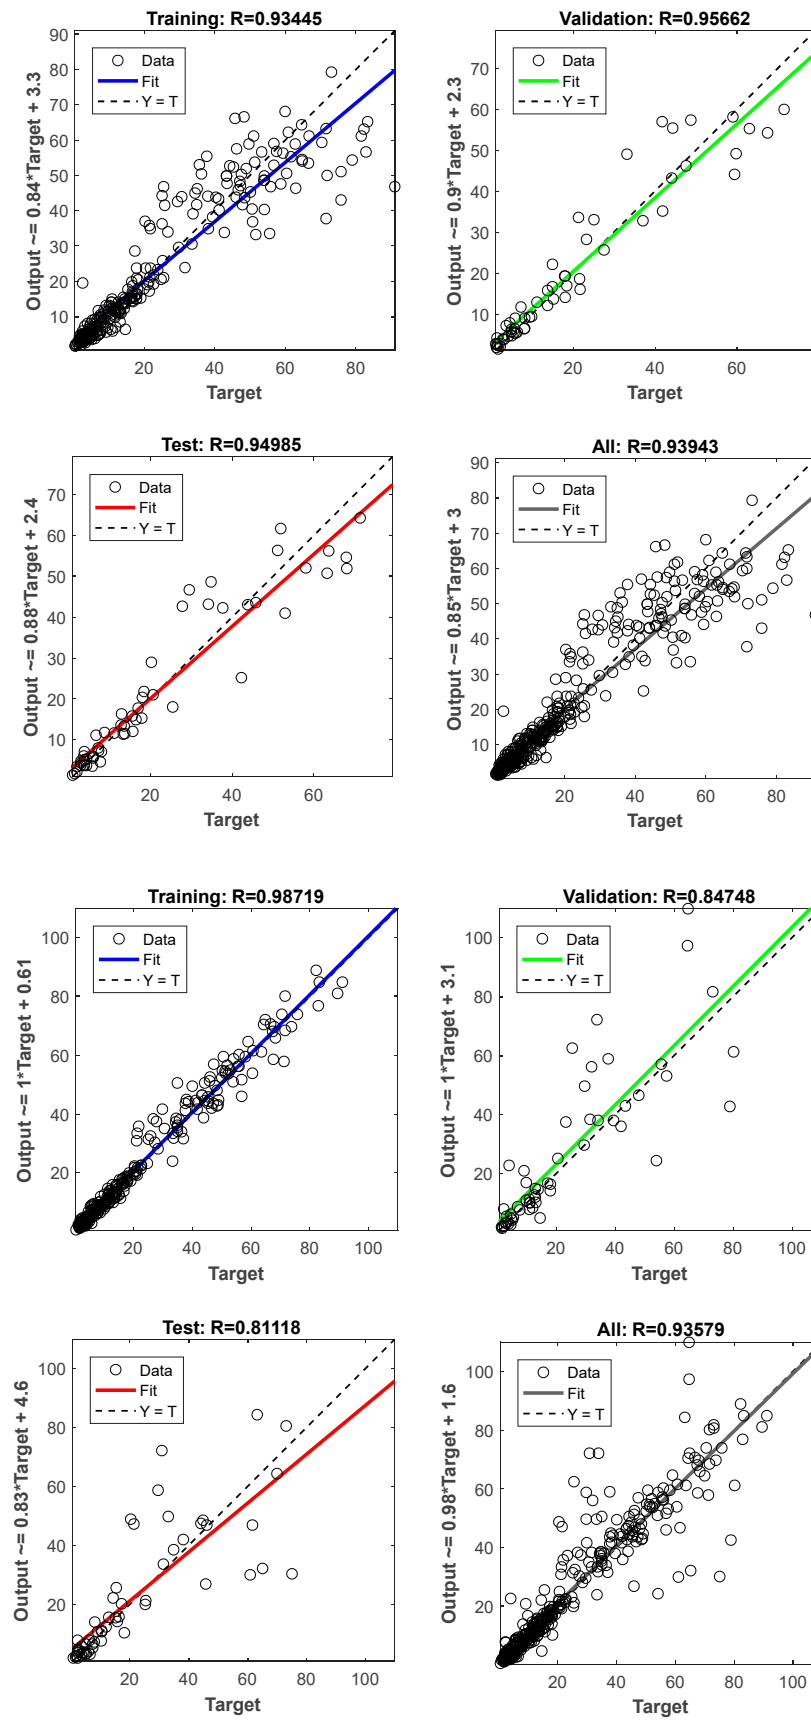 Training: R=0.93445
Output ~= 0.84*Target + 3.3
Data
Fit
Y = T
90
80
70
60
50
40
30
20
10
20
40
60
80
Target
Validation: R=0.95662
Output ~= 0.9*Target + 2.3
Data
Fit
Y = T
70
60
50
40
30
20
10
20
40
60
Target
Test: R=0.94985
Output ~= 0.88*Target + 2.4
Data
Fit
Y = T
70
60
50
40
30
20
10
20
40
60
Target
All: R=0.93943
Output ~= 0.85*Target + 3
Data
Fit
Y = T
90
80
70
60
50
40
30
20
10
20
40
60
80
Target
Training: R=0.98719
Output ~= 1*Target + 0.61
Data
Fit
Y = T
100
80
60
40
20
20
40
60
80
100
Target
Validation: R=0.84748
Output ~= 1*Target + 3.1
Data
Fit
Y = T
100
80
60
40
20
20
40
60
80
100
Target
Test: R=0.81118
Output ~= 0.83*Target + 4.6
Data
Fit
Y = T
100
80
60
40
20
20
40
60
80
100
Target
All: R=0.93579
Output ~= 0.98*Target + 1.6
Data
Fit
Y = T
100
80
60
40
20
20
40
60
80
100
Target